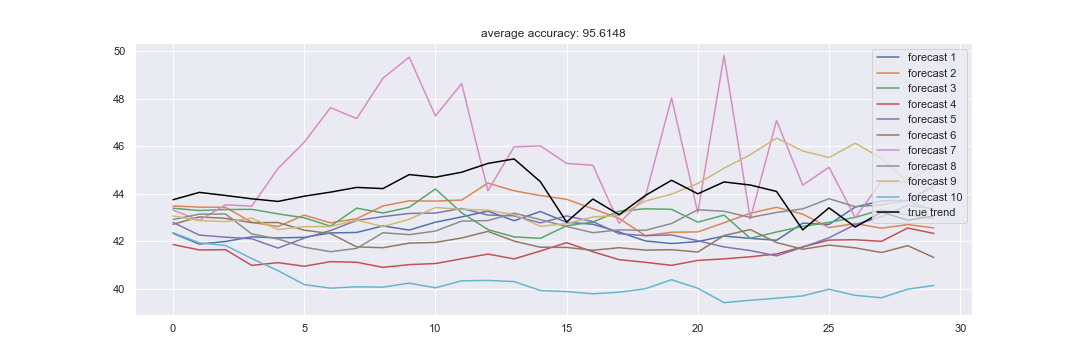 average accuracy: 95.6148
50
48
46
44
42
40
0
5
10
15
20
25
30
forecast 1
forecast 2
forecast 3
forecast 4
forecast 5
forecast 6
forecast 7
forecast 8
forecast 9
forecast 10
true trend